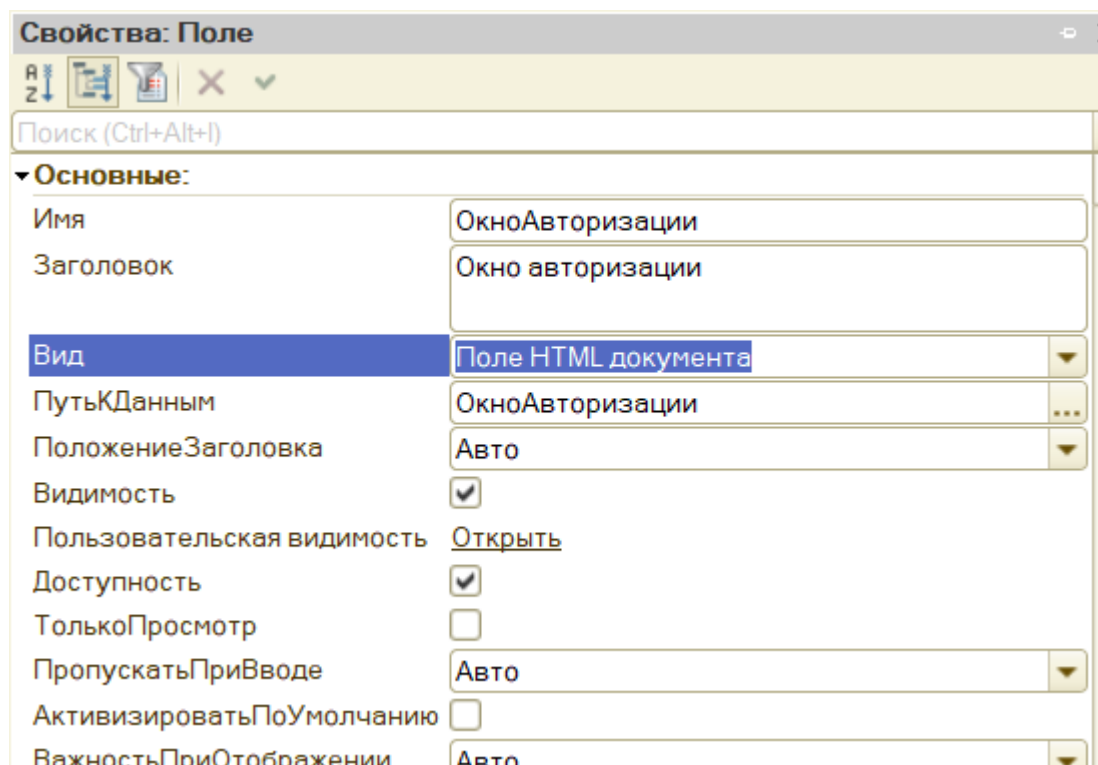 Свойства: Поле
Поиск (Ctrl+Alt+I)
Основные:
Имя ОкноАвторизации
Заголовок Окно авторизации
Вид Поле HTML документа
ПутьКДанным ОкноАвторизации ...
ПоложениеЗаголовка Авто
Видимость
Пользовательская видимость Открыть
Доступность
ТолькоПросмотр
ПропускатьПриВводе Авто
АктивизироватьПоУмолчанию
ВажностьПриОтображении Авто